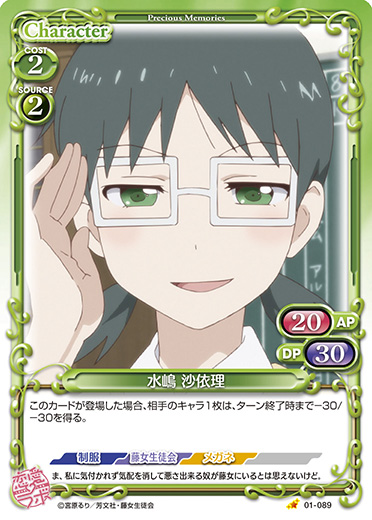 Precious Memories
Character
COST
2
SOURCE
2
20 AP
DP 30
水嶋 沙依理
このカードが登場した場合、相手のキャラ1枚は、ターン終了時まで−30/
−30を得る。
制服 藤女生徒会 メガネ
ま、私に気付かれず気配を消して悪さ出来る奴が藤女にいるとは思えないけど。
恋愛ラボ
©宮原るり/芳文社・藤女生徒会
01-089